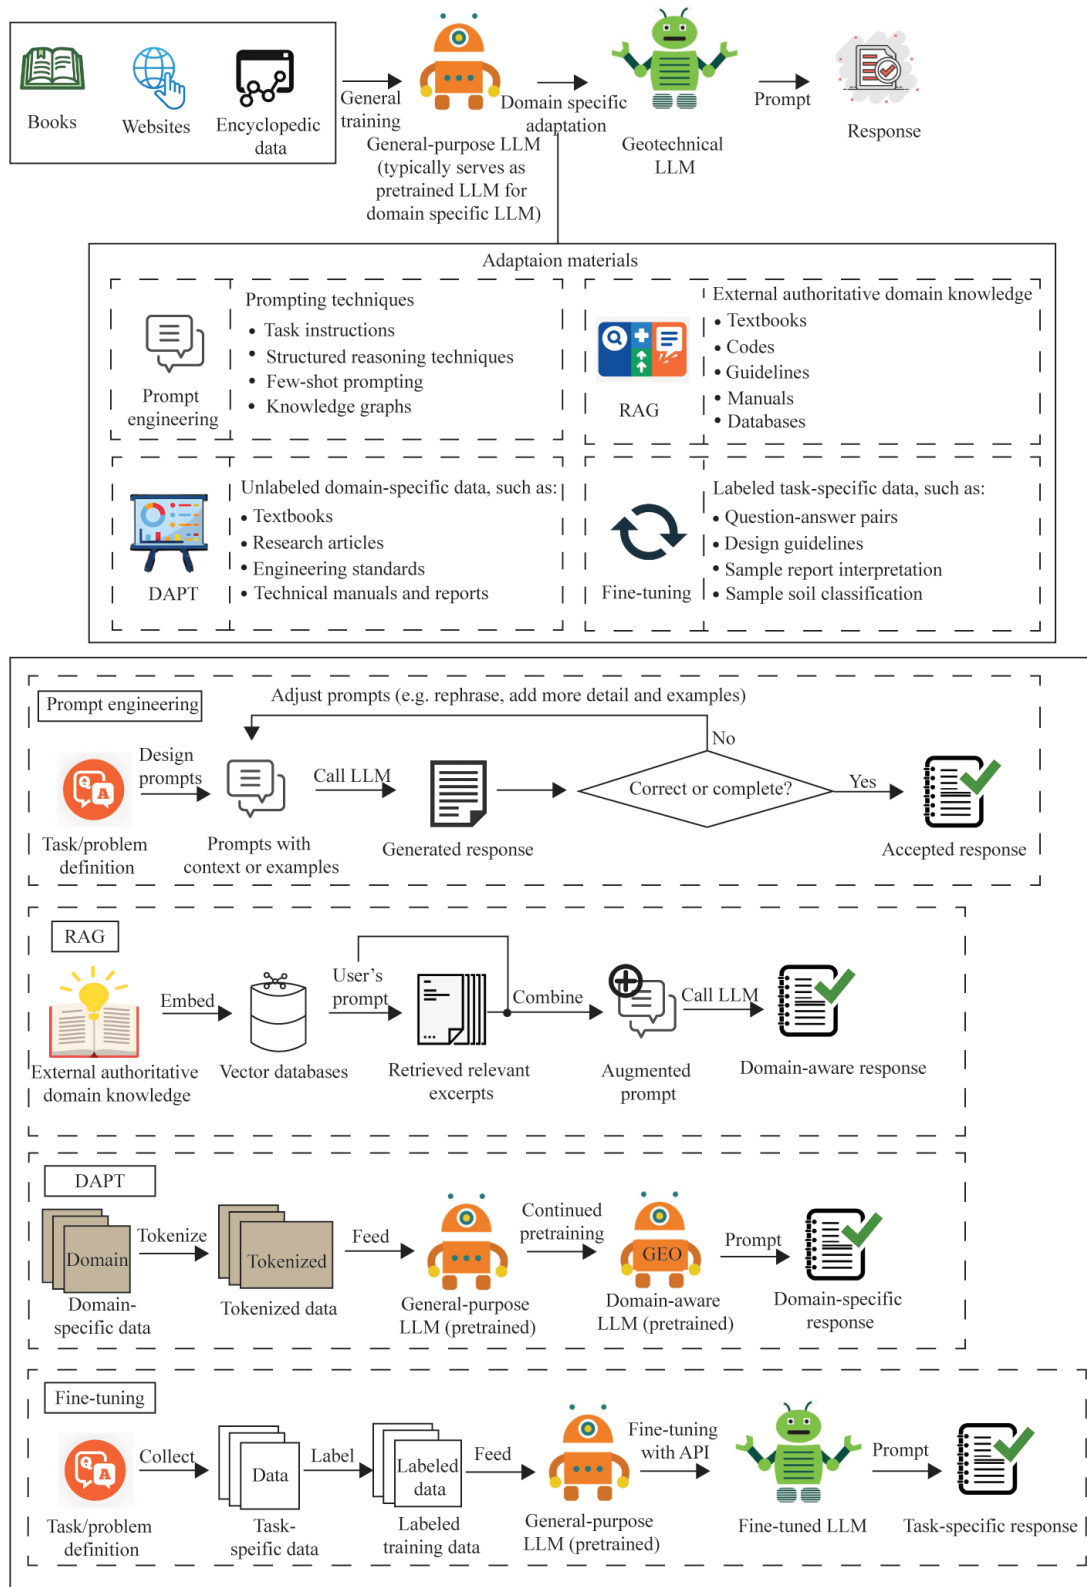 Books
Websites
Encyclopedic
data
General
training
General-purpose LLM
(typically serves as
pretrained LLM for
domain specific LLM)
Domain specific
adaptation
Geotechnical
LLM
Prompt
Response
Adaptaion materials
Prompt
engineering
Prompting techniques
• Task instructions
• Structured reasoning techniques
• Few-shot prompting
• Knowledge graphs
RAG
External authoritative domain knowledge
• Textbooks
• Codes
• Guidelines
• Manuals
• Databases
DAPT
Unlabeled domain-specific data, such as:
• Textbooks
• Research articles
• Engineering standards
• Technical manuals and reports
Fine-tuning
Labeled task-specific data, such as:
• Question-answer pairs
• Design guidelines
• Sample report interpretation
• Sample soil classification
Prompt engineering
Adjust prompts (e.g. rephrase, add more detail and examples)
Q
A
Task/problem
definition
Design
prompts
Prompts with
context or examples
Call LLM
Generated response
Correct or complete?
No
Yes
Accepted response
RAG
External authoritative
domain knowledge
Embed
Vector databases
User's
prompt
Retrieved relevant
excerpts
Combine
Augmented
prompt
Call LLM
Domain-aware response
DAPT
Domain
Domain-
specific data
Tokenize
Tokenized
Tokenized data
Feed
General-purpose
LLM (pretrained)
Continued
pretraining
GEO
Domain-aware
LLM (pretrained)
Prompt
Domain-specific
response
Fine-tuning
Q
A
Task/problem
definition
Collect
Data
Task-
speific data
Label
Labeled
data
Labeled
training data
Feed
General-purpose
LLM (pretrained)
Fine-tuning
with API
Fine-tuned LLM
Prompt
Task-specific response